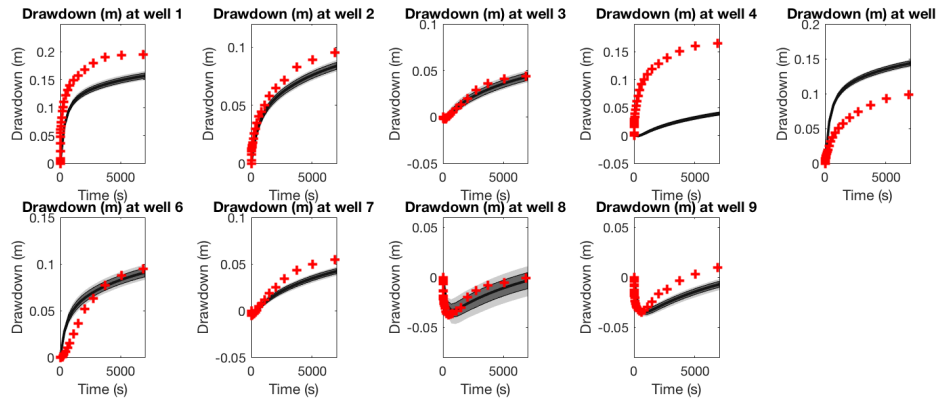 Drawdown (m) at well 1
0.2
0.15
0.1
0.05
0
Drawdown (m)
0
5000
Time (s)
Drawdown (m) at well 2
0.1
0.05
0
Drawdown (m)
0
5000
Time (s)
Drawdown (m) at well 3
0.1
0.05
0
-0.05
Drawdown (m)
0
5000
Time (s)
Drawdown (m) at well 4
0.15
0.1
0.05
0
-0.05
Drawdown (m)
0
5000
Time (s)
Drawdown (m) at well
0.2
0.15
0.1
0.05
0
Drawdown (m)
0
5000
Time (s)
Drawdown (m) at well 6
0.15
0.1
0.05
0
Drawdown (m)
0
5000
Time (s)
Drawdown (m) at well 7
0.1
0.05
0
-0.05
Drawdown (m)
0
5000
Time (s)
Drawdown (m) at well 8
0.05
0
-0.05
Drawdown (m)
0
5000
Time (s)
Drawdown (m) at well 9
0.05
0
-0.05
Drawdown (m)
0
5000
Time (s)